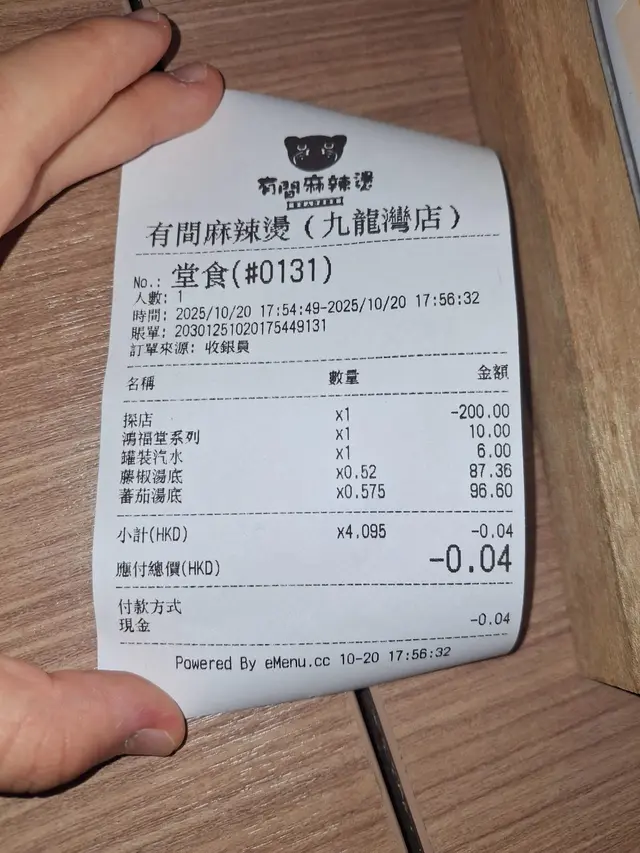 有間麻辣燙
有間麻辣燙(九龍灣店)
No.: 堂食(#0131)
人數: 1
時間: 2025/10/20 17:54:49-2025/10/20 17:56:32
賬單: 20301251020175449131
訂單來源: 收銀員
名稱 數量 金額
探店 x1 -200.00
鴻福堂系列 x1 10.00
罐裝汽水 x1 6.00
藤椒湯底 x0.52 87.36
蕃茄湯底 x0.575 96.60
小計(HKD) x4.095 -0.04
應付總價(HKD) -0.04
付款方式
現金 -0.04
Powered By eMenu.cc 10-20 17:56:32